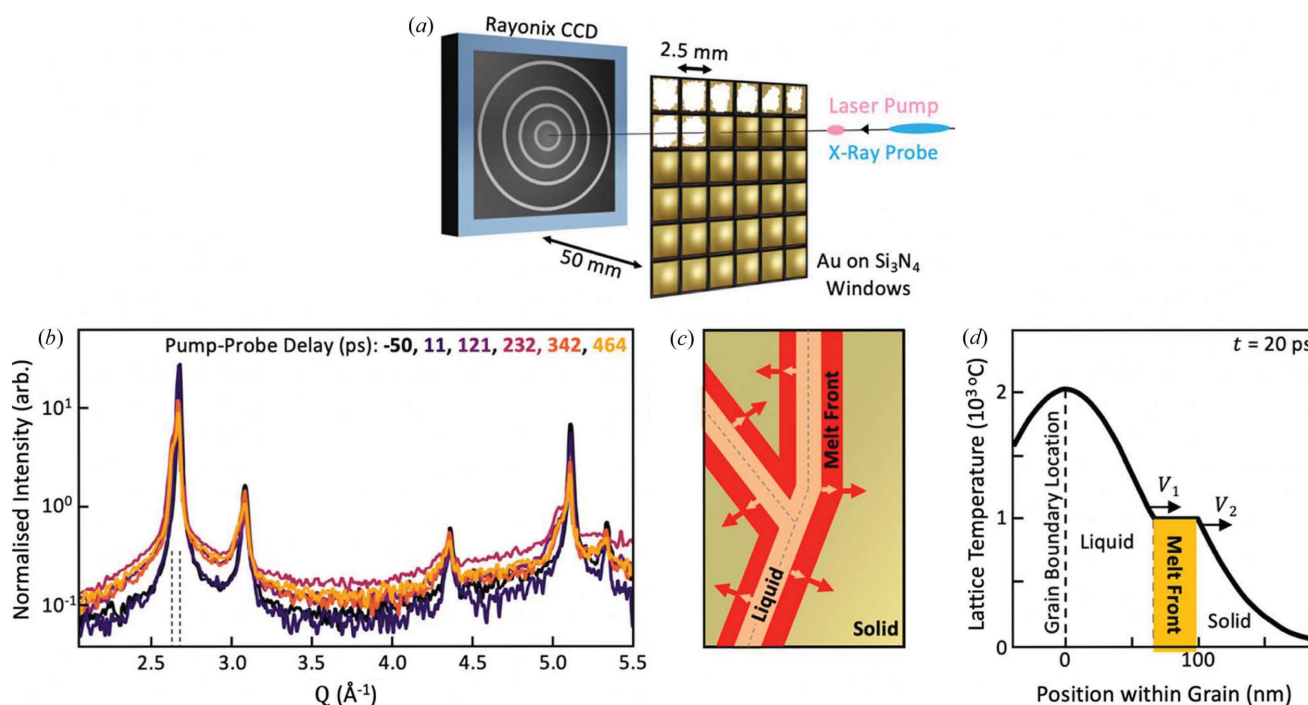 (a)
Rayonix CCD
2.5 mm
Laser Pump
X-Ray Probe
50 mm
Au on Si₃N₄
Windows
(b)
Pump-Probe Delay (ps): -50, 11, 121, 232, 342, 464
Normalised Intensity (arb.)
10¹
10⁰
10⁻¹
2.5 3.0 3.5 4.0 4.5 5.0 5.5
Q (Å⁻¹)
(c)
Melt Front
Liquid
Solid
(d)
t = 20 ps
Lattice Temperature (10³ °C)
2
1
0
Grain Boundary Location
Liquid
V₁
Melt Front
V₂
Solid
0 100
Position within Grain (nm)